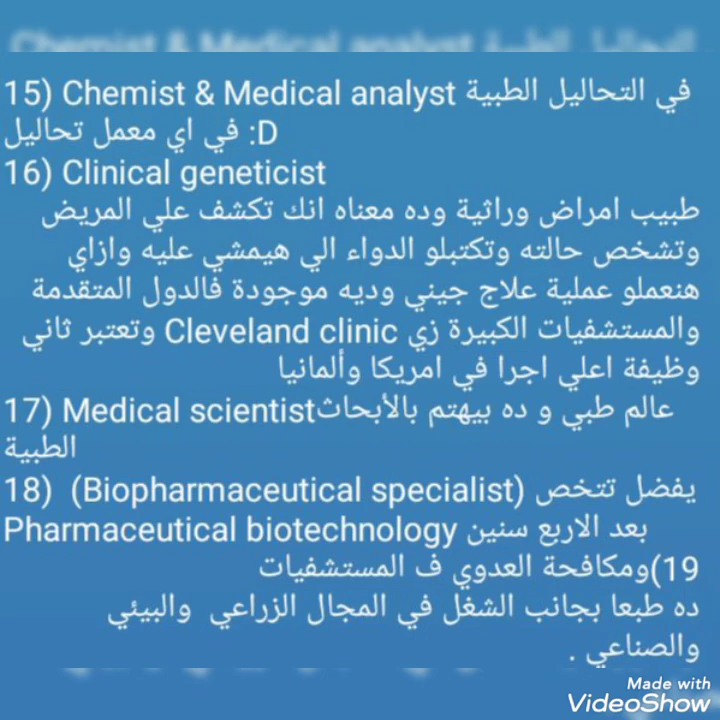 15) Chemist & Medical analyst في التحاليل الطبية
في اي معمل تحاليل :D
16) Clinical geneticist
طبيب امراض وراثية وده معناه انك تكشف علي المريض
وتشخص حالته وتكتبلو الدواء الي هيمشي عليه وازاي
هنعملو عملية علاج جيني وديه موجودة فالدول المتقدمة
والمستشفيات الكبيرة زي Cleveland clinic وتعتبر ثاني
وظيفة اعلي اجرا في امريكا وألمانيا
17) Medical scientistعالم طبي و ده بيهتم بالأبحاث
الطبية
18) (Biopharmaceutical specialist) يفضل تتخص
Pharmaceutical biotechnology بعد الاربع سنين
19)ومكافحة العدوي ف المستشفيات
ده طبعا بجانب الشغل في المجال الزراعي والبيئي
والصناعي .
Made with
VideoShow